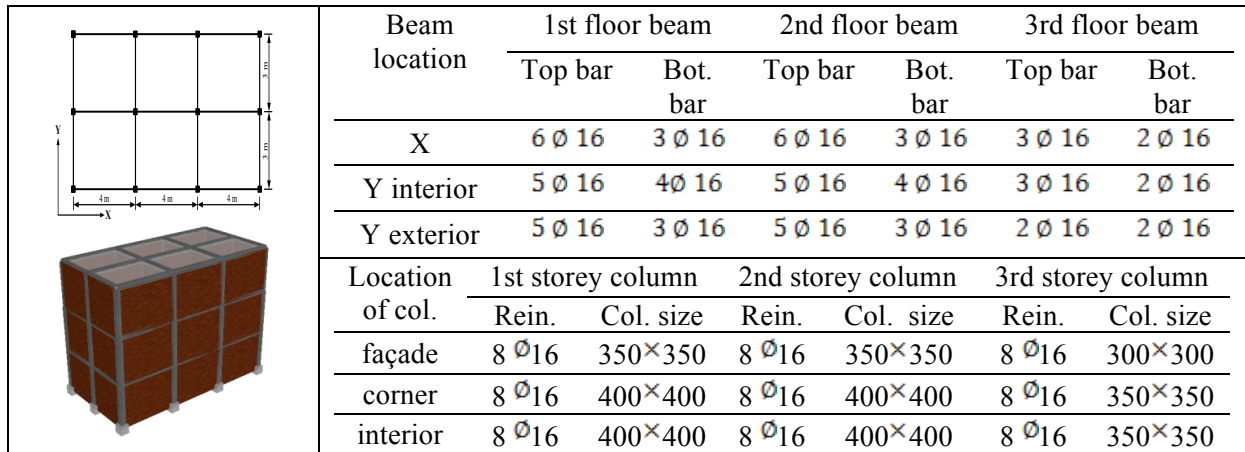 3 m
Y
3 m
4 m 4 m 4 m
X
Beam location 1st floor beam 2nd floor beam 3rd floor beam
Top bar Bot. bar Top bar Bot. bar Top bar Bot. bar
X 6 Ø 16 3 Ø 16 6 Ø 16 3 Ø 16 3 Ø 16 2 Ø 16
Y interior 5 Ø 16 4Ø 16 5 Ø 16 4 Ø 16 3 Ø 16 2 Ø 16
Y exterior 5 Ø 16 3 Ø 16 5 Ø 16 3 Ø 16 2 Ø 16 2 Ø 16
Location of col. 1st storey column 2nd storey column 3rd storey column
Rein. Col. size Rein. Col. size Rein. Col. size
façade 8 Ø16 350×350 8 Ø16 350×350 8 Ø16 300×300
corner 8 Ø16 400×400 8 Ø16 400×400 8 Ø16 350×350
interior 8 Ø16 400×400 8 Ø16 400×400 8 Ø16 350×350